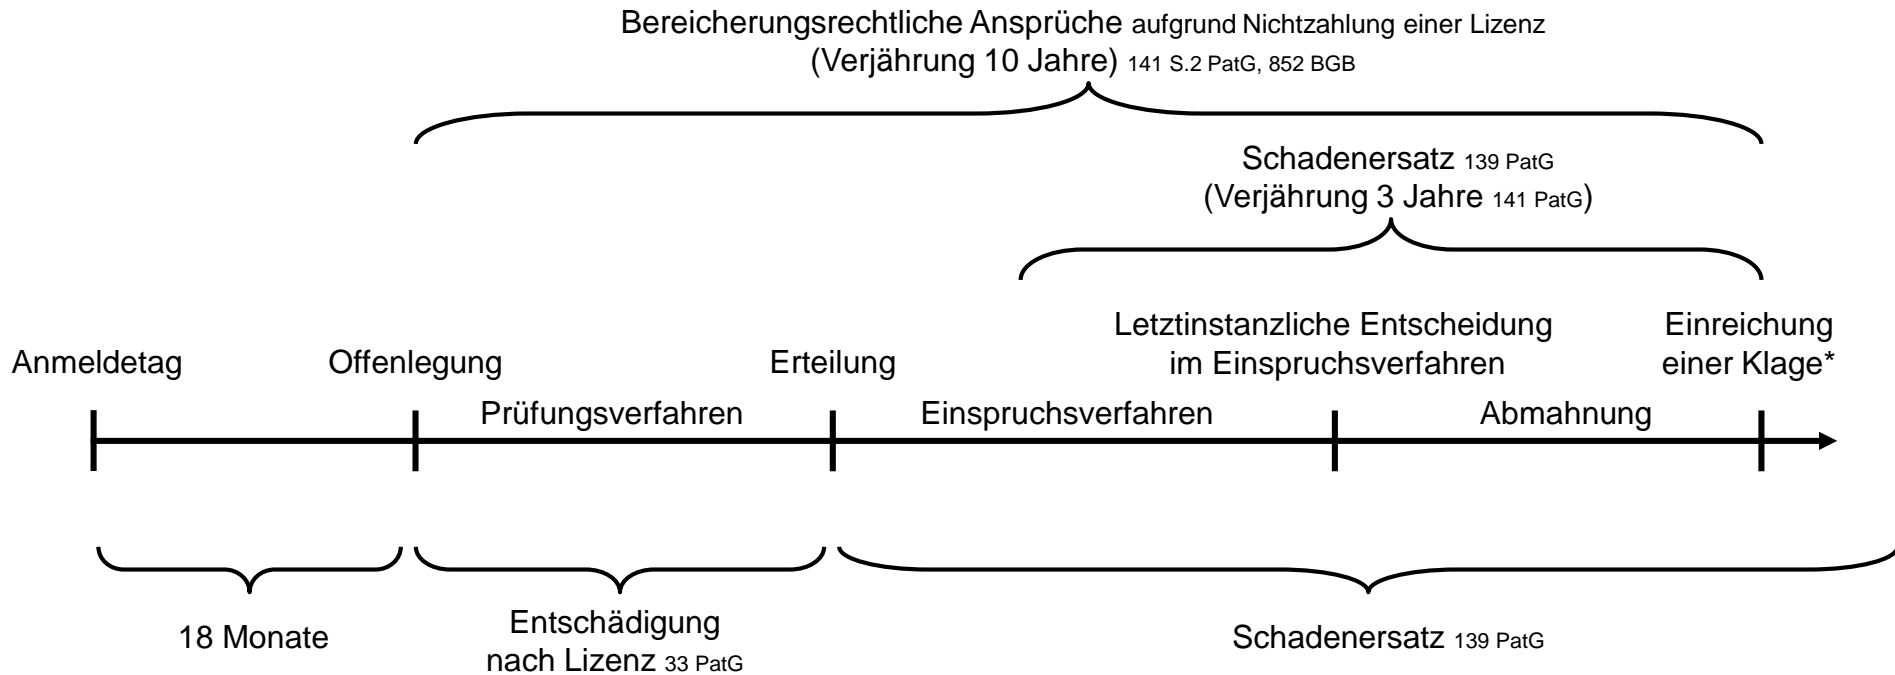 Bereicherungsrechtliche Ansprüche aufgrund Nichtzahlung einer Lizenz
(Verjährung 10 Jahre) 141 S.2 PatG, 852 BGB
Schadenersatz 139 PatG
(Verjährung 3 Jahre 141 PatG)
Anmeldetag
Offenlegung
Erteilung
Letztinstanzliche Entscheidung
im Einspruchsverfahren
Einreichung
einer Klage*
Prüfungsverfahren
Einspruchsverfahren
Abmahnung
18 Monate
Entschädigung
nach Lizenz 33 PatG
Schadenersatz 139 PatG